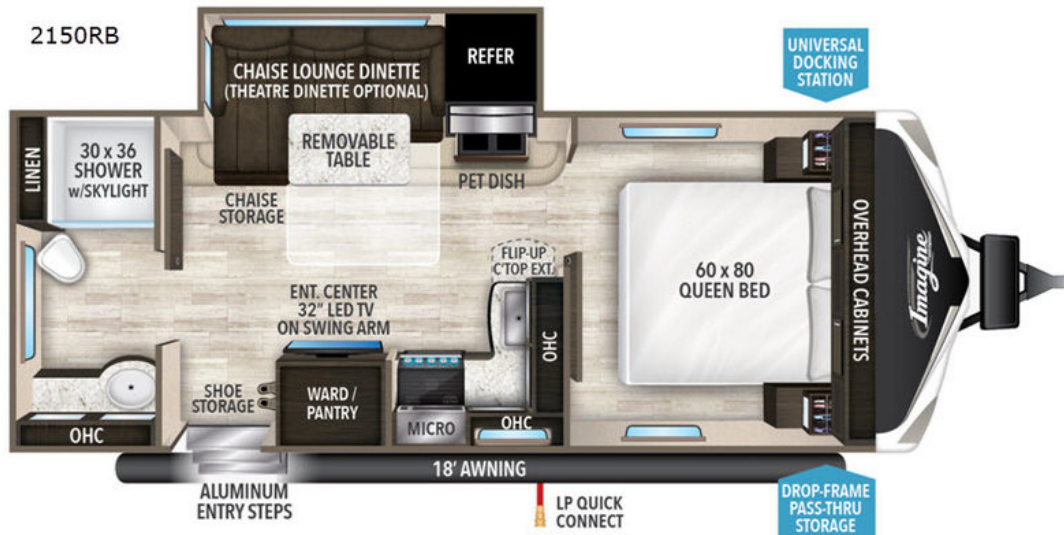 2150RB
UNIVERSAL
DOCKING
STATION
CHAISE LOUNGE DINETTE
(THEATRE DINETTE OPTIONAL)
REFER
LINEN
30 x 36
SHOWER
w/SKYLIGHT
REMOVABLE
TABLE
PET DISH
CHAISE
STORAGE
FLIP-UP
C'TOP EXT.
60 x 80
QUEEN BED
OVERHEAD CABINETS
Imagine
ENT. CENTER
32" LED TV
ON SWING ARM
OHC
SHOE
STORAGE
WARD /
PANTRY
MICRO
OHC
OHC
18' AWNING
ALUMINUM
ENTRY STEPS
LP QUICK
CONNECT
DROP-FRAME
PASS-THRU
STORAGE